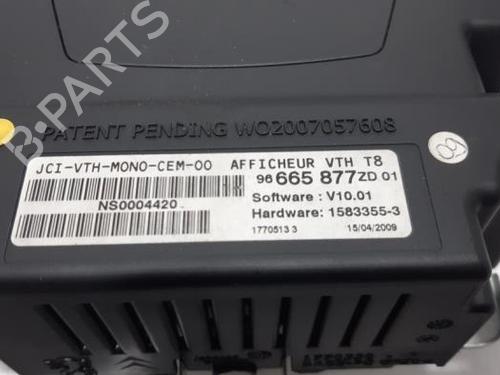 B-PARTS
PATENT PENDING WO2007057608
60
JCI-VTH-MONO-CEM-00 AFFICHEUR VTH T8
96 665 877ZD 01
NS0004420
Software : V10.01
Hardware: 1583355-3
1770513 3 15/04/2009